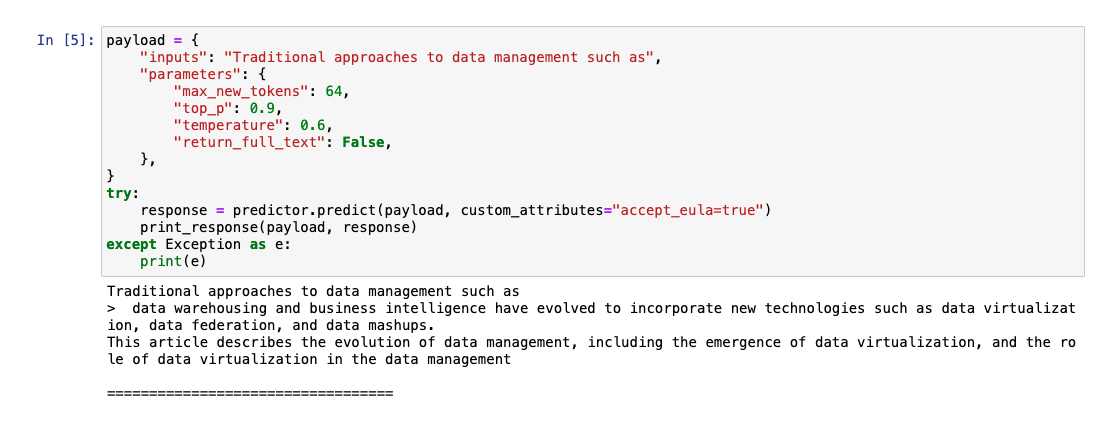 In [5]: payload = {
    "inputs": "Traditional approaches to data management such as",
    "parameters": {
        "max_new_tokens": 64,
        "top_p": 0.9,
        "temperature": 0.6,
        "return_full_text": False,
    },
}
try:
    response = predictor.predict(payload, custom_attributes="accept_eula=true")
    print_response(payload, response)
except Exception as e:
    print(e)
Traditional approaches to data management such as
>  data warehousing and business intelligence have evolved to incorporate new technologies such as data virtualizat
ion, data federation, and data mashups.
This article describes the evolution of data management, including the emergence of data virtualization, and the ro
le of data virtualization in the data management
==================================